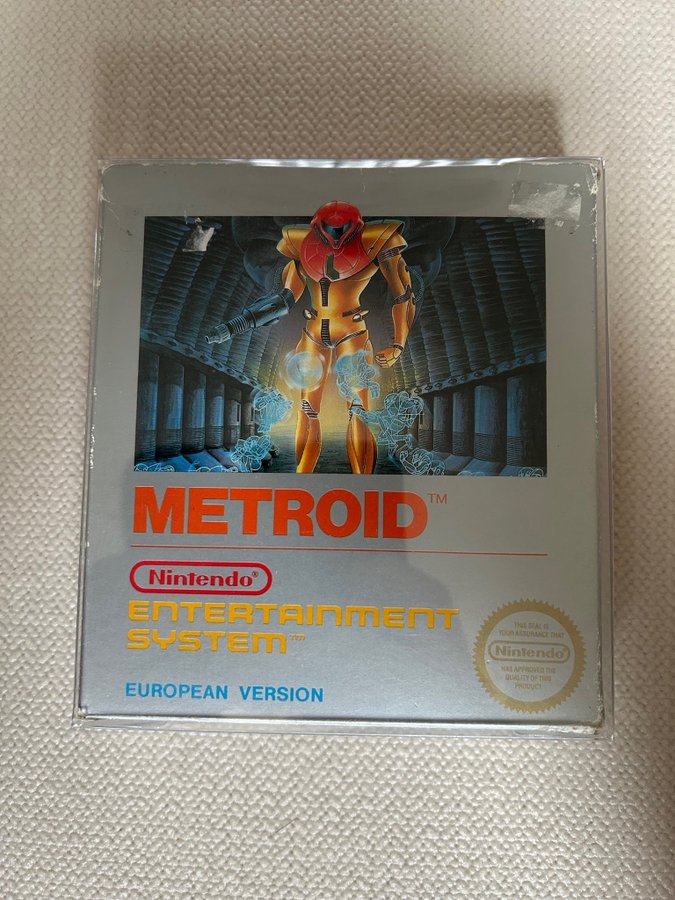 METROID™
Nintendo®
ENTERTAINMENT
SYSTEM™
EUROPEAN VERSION
THIS SEAL IS
YOUR ASSURANCE THAT
Nintendo®
HAS APPROVED THE
QUALITY OF THIS
PRODUCT